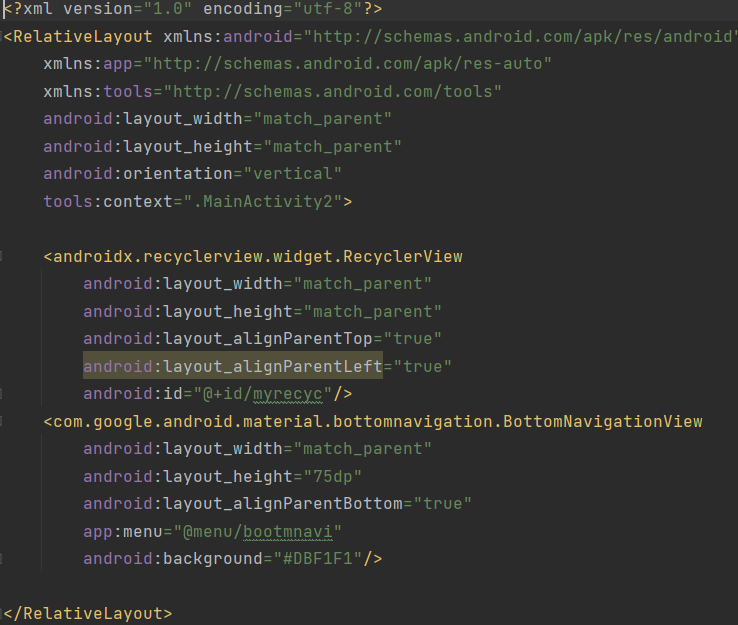 <?xml version="1.0" encoding="utf-8"?>
<RelativeLayout xmlns:android="http://schemas.android.com/apk/res/android"
xmlns:app="http://schemas.android.com/apk/res-auto"
xmlns:tools="http://schemas.android.com/tools"
android:layout_width="match_parent"
android:layout_height="match_parent"
android:orientation="vertical"
tools:context=".MainActivity2">
<androidx.recyclerview.widget.RecyclerView
android:layout_width="match_parent"
android:layout_height="match_parent"
android:layout_alignParentTop="true"
android:layout_alignParentLeft="true"
android:id="@+id/myrecyc"/>
<com.google.android.material.bottomnavigation.BottomNavigationView
android:layout_width="match_parent"
android:layout_height="75dp"
android:layout_alignParentBottom="true"
app:menu="@menu/bootmnavi"
android:background="#DBF1F1"/>
</RelativeLayout>